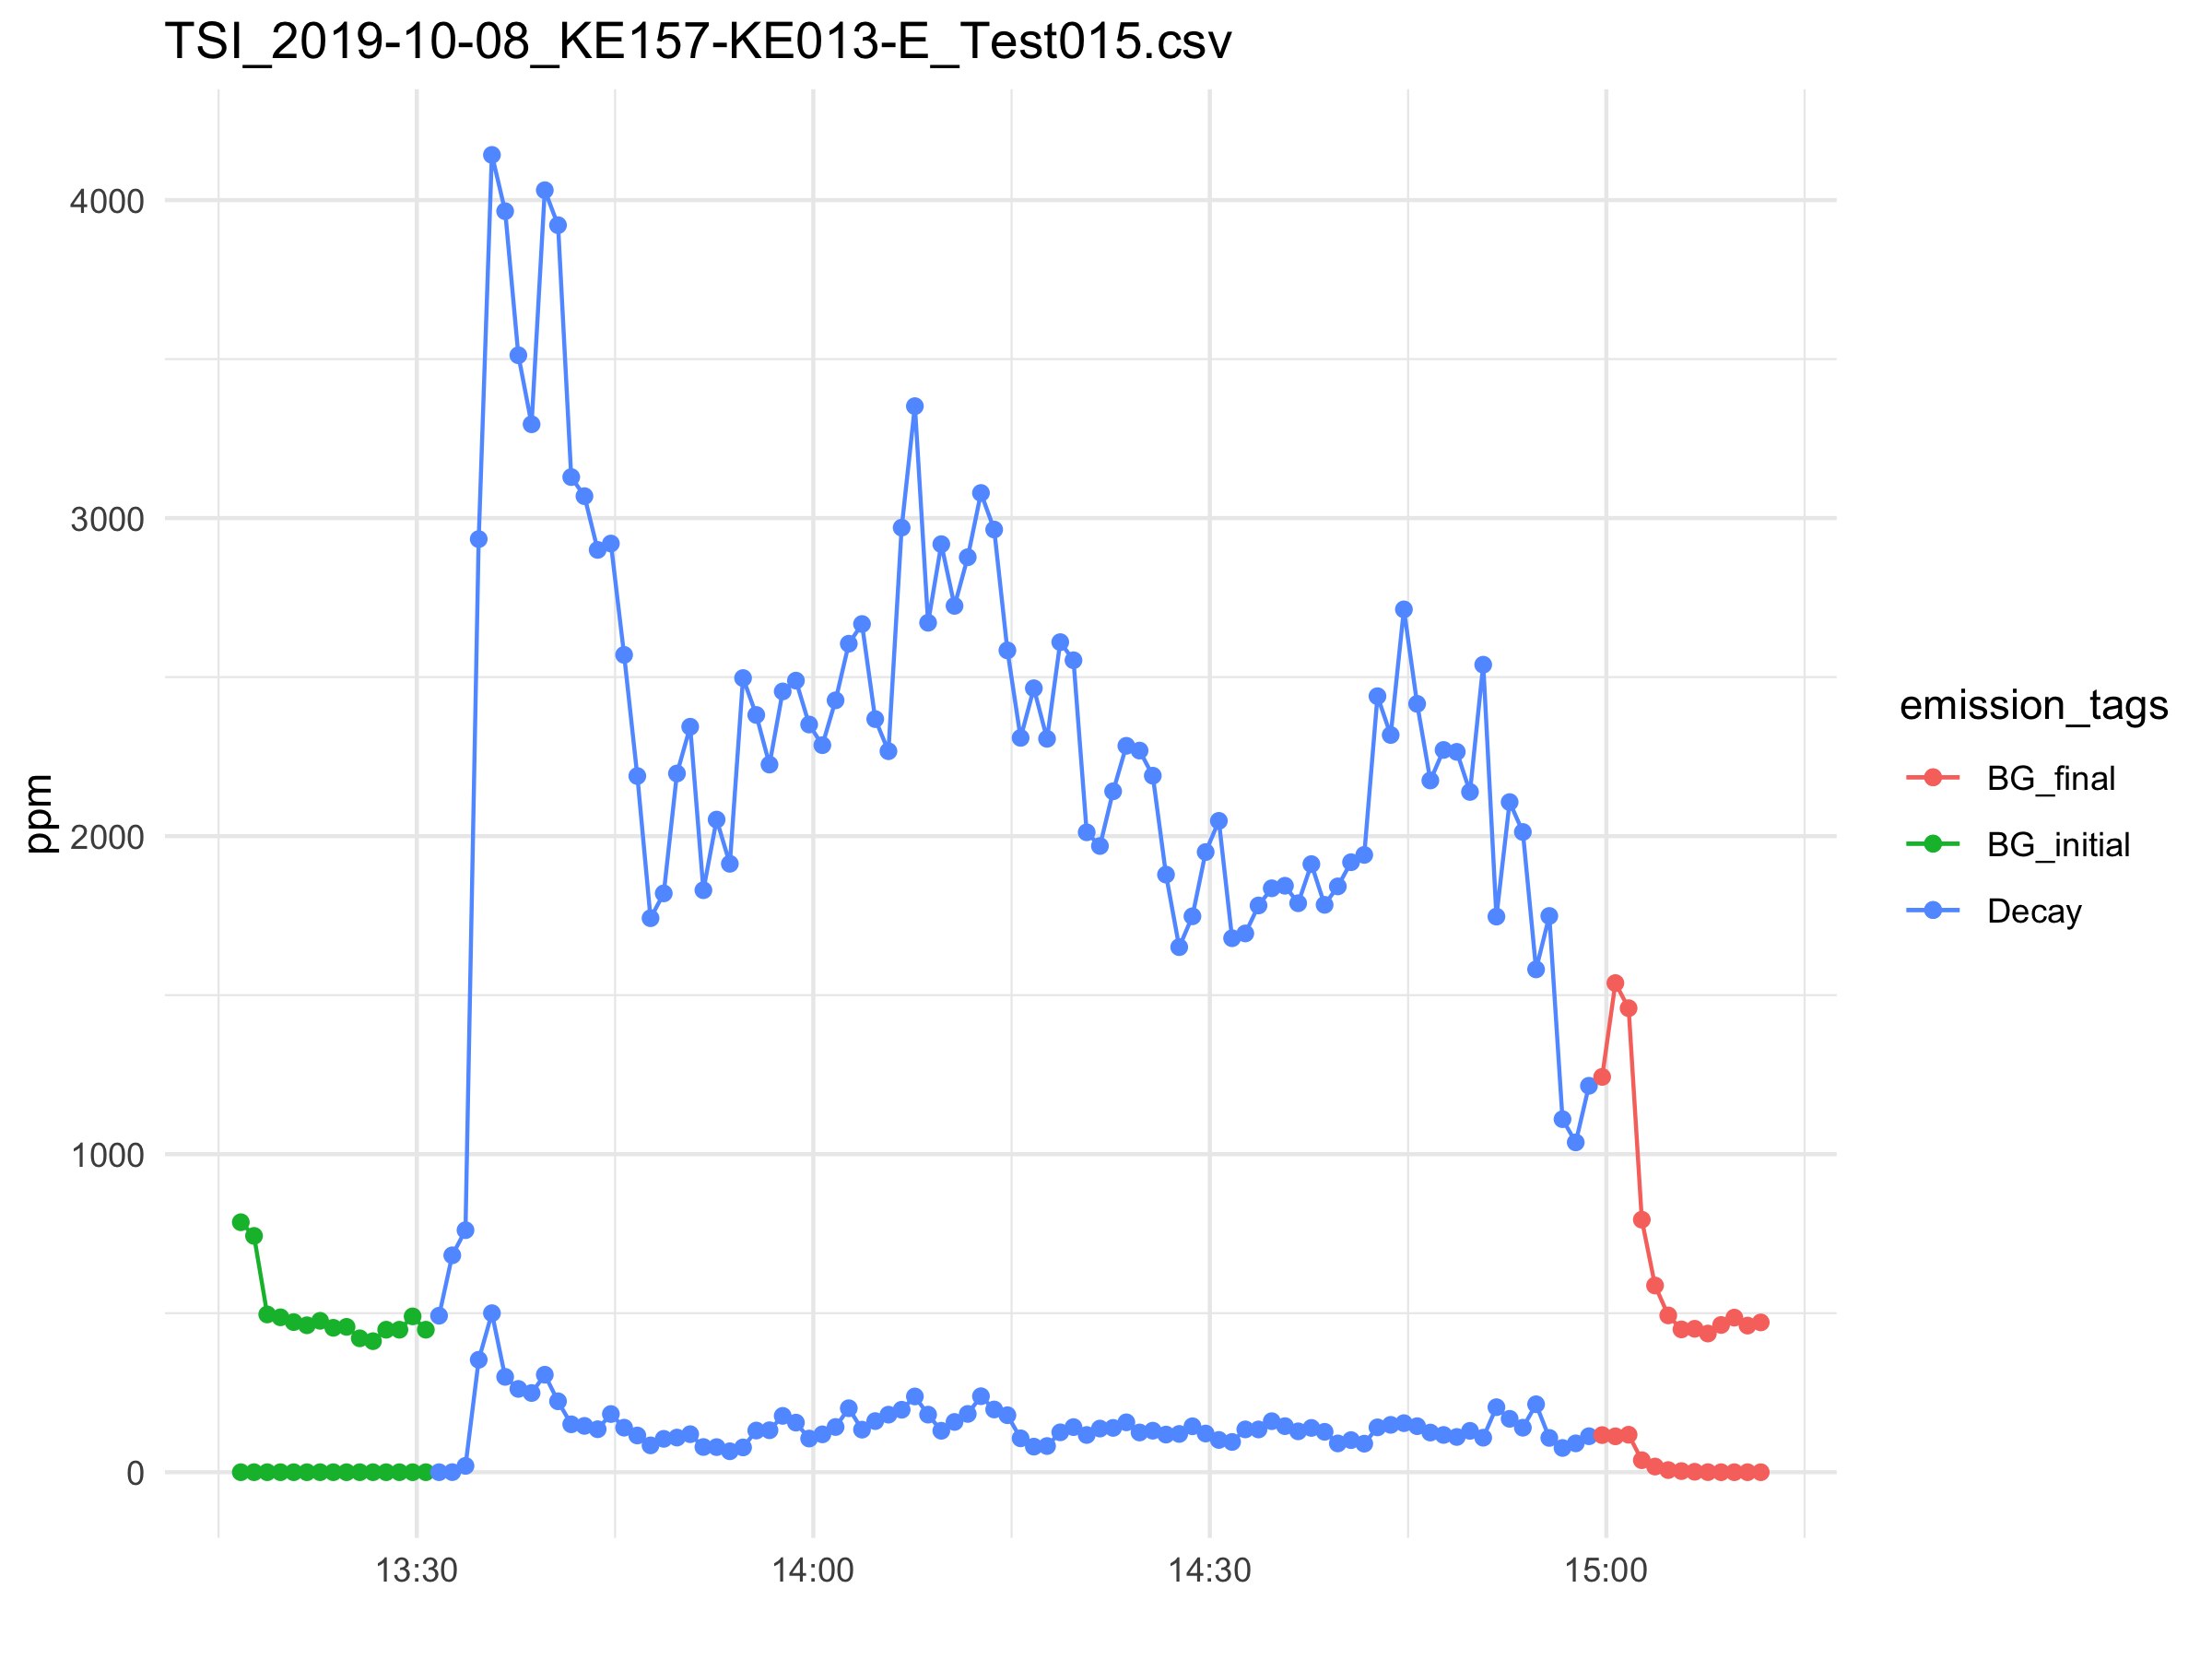 TSI_2019-10-08_KE157-KE013-E_Test015.csv
ppm
4000
3000
2000
1000
0
13:30
14:00
14:30
15:00
emission_tags
BG_final
BG_initial
Decay